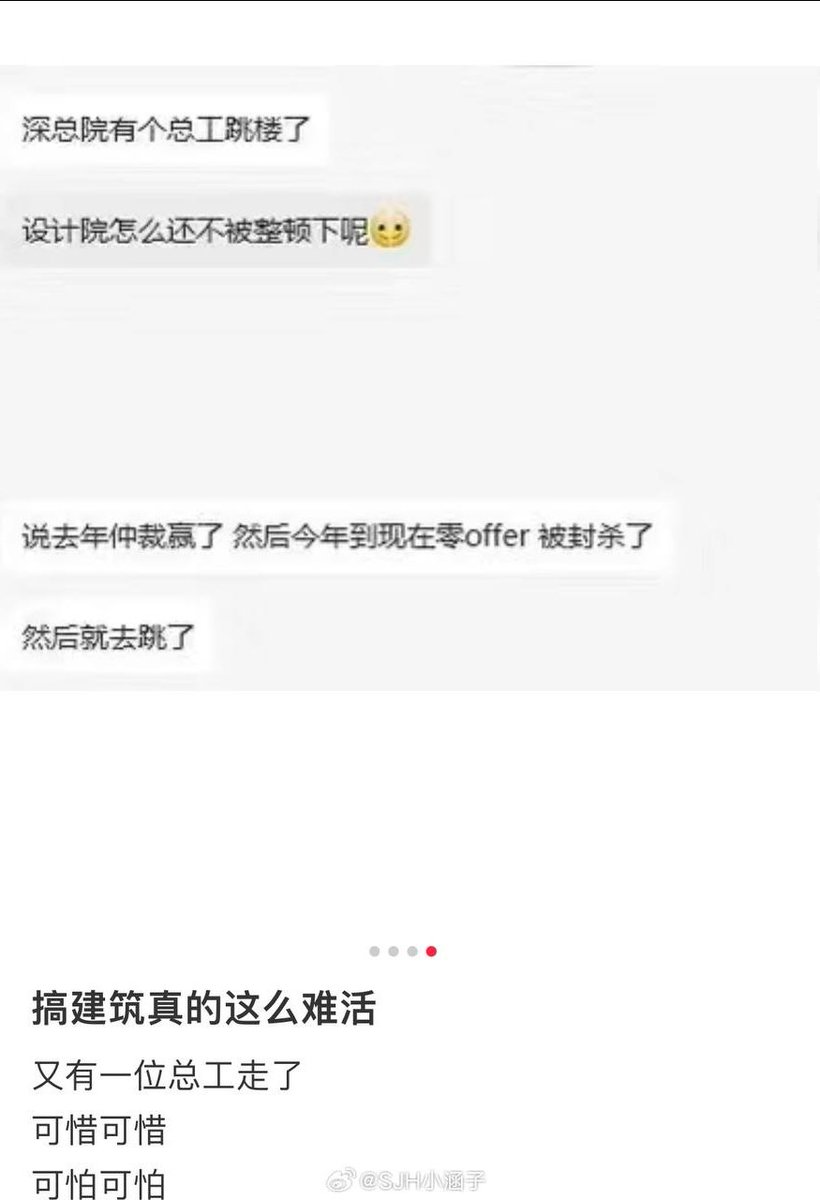 深总院有个总工跳楼了
设计院怎么还不被整顿下呢
说去年仲裁赢了 然后今年到现在零offer 被封杀了
然后就去跳了
搞建筑真的这么难活
又有一位总工走了
可惜可惜
可怕可怕
@SJH小涵子